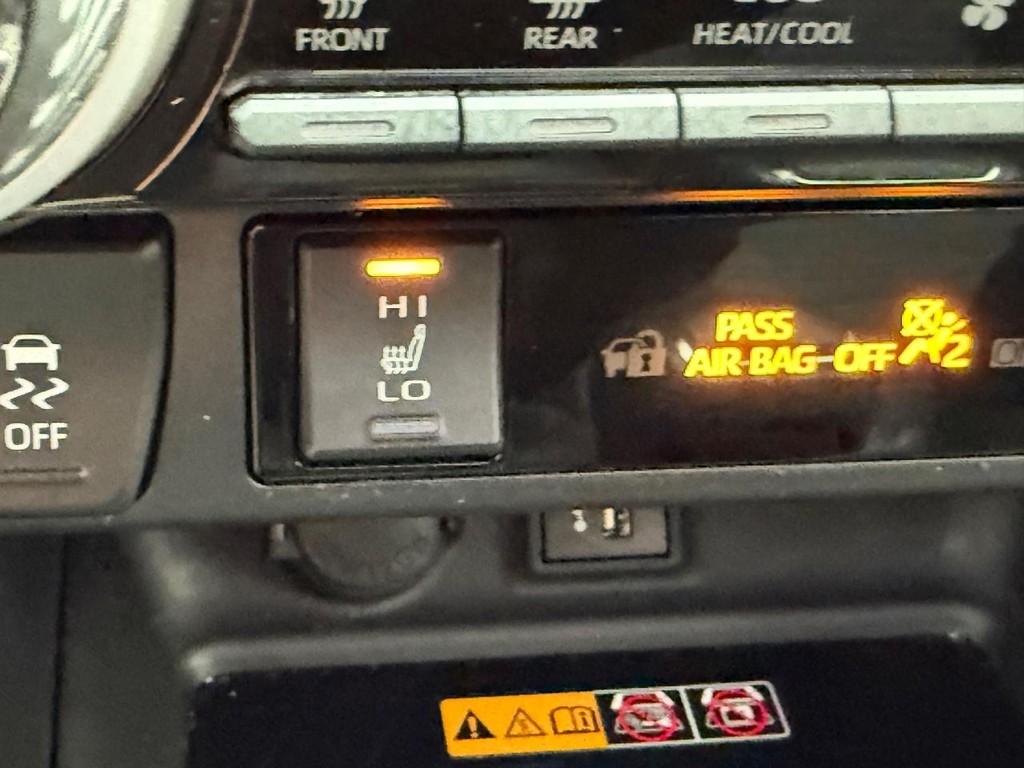 FRONT
REAR
HEAT/COOL
HI
LO
OFF
PASS
AIR-BAG-OFF
2